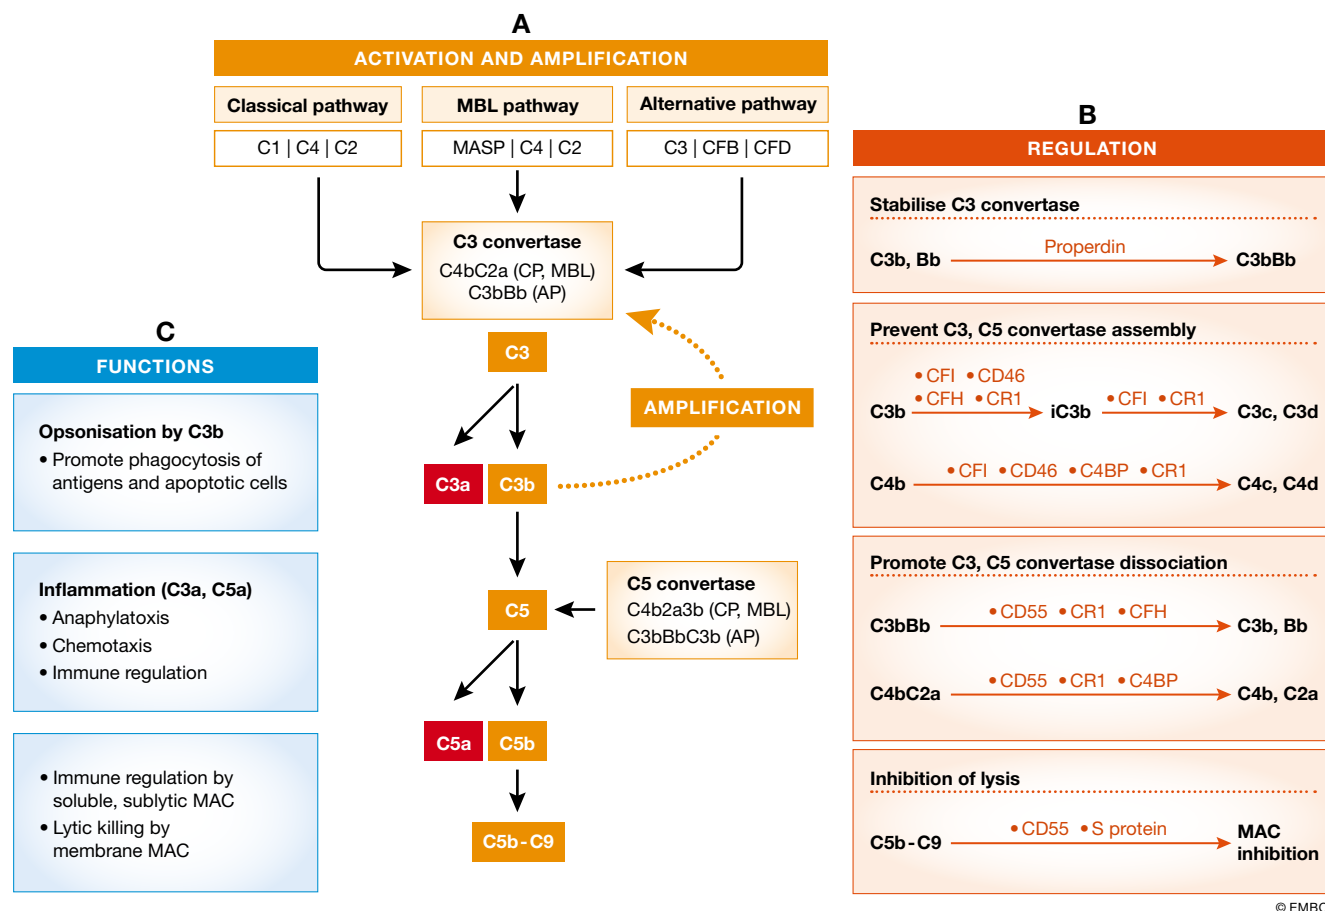 A
ACTIVATION AND AMPLIFICATION
Classical pathway
MBL pathway
Alternative pathway
C1 | C4 | C2
MASP | C4 | C2
C3 | CFB | CFD
C3 convertase
C4bC2a (CP, MBL)
C3bBb (AP)
C3
AMPLIFICATION
C3a
C3b
C5 convertase
C4b2a3b (CP, MBL)
C3bBbC3b (AP)
C5
C5a
C5b
C5b-C9
B
REGULATION
Stabilise C3 convertase
Properdin
C3b, Bb
C3bBb
Prevent C3, C5 convertase assembly
• CFI • CD46
• CFH • CR1
• CFI • CR1
C3b
iC3b
C3c, C3d
• CFI • CD46 • C4BP • CR1
C4b
C4c, C4d
Promote C3, C5 convertase dissociation
• CD55 • CR1 • CFH
C3bBb
C3b, Bb
• CD55 • CR1 • C4BP
C4bC2a
C4b, C2a
Inhibition of lysis
• CD55 • S protein
C5b-C9
MAC
inhibition
C
FUNCTIONS
Opsonisation by C3b
• Promote phagocytosis of
antigens and apoptotic cells
Inflammation (C3a, C5a)
• Anaphylatoxis
• Chemotaxis
• Immune regulation
• Immune regulation by
soluble, sublytic MAC
• Lytic killing by
membrane MAC
© EMBO